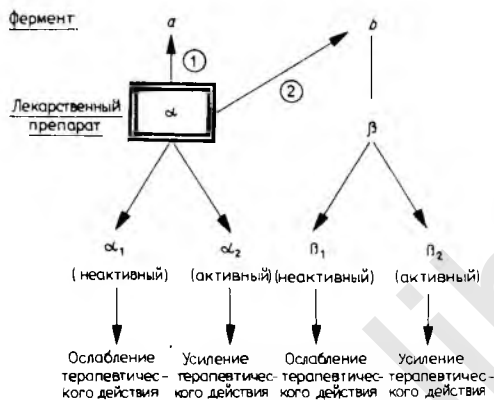 фермент a b
① ②
Лекарственный α
препарат β
α₁ α₂ β₁ β₂
(неактивный) (активный) (неактивный) (активный)
Ослабление Усиление Ослабление Усиление
терапевтичес- терапевтичес- терапевтичес- терапевтичес-
кого действия кого действия кого действия кого действия